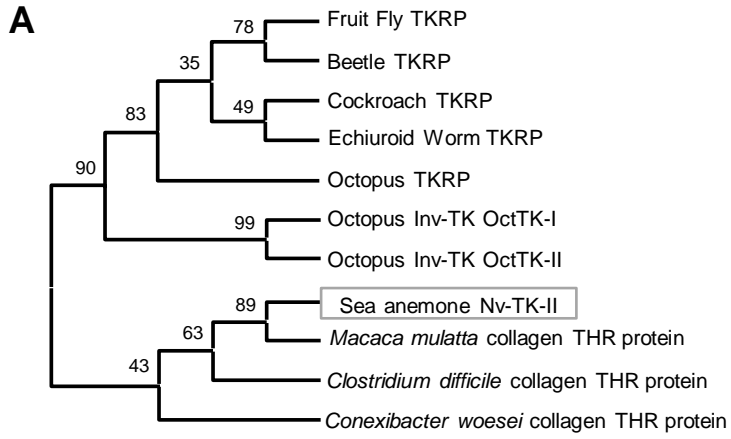 A
Fruit Fly TKRP
78
Beetle TKRP
35
Cockroach TKRP
49
Echiuroid Worm TKRP
83
Octopus TKRP
90
Octopus Inv-TK OctTK-I
99
Octopus Inv-TK OctTK-II
Sea anemone Nv-TK-II
89
Macaca mulatta collagen THR protein
63
Clostridium difficile collagen THR protein
43
Conexibacter woesei collagen THR protein